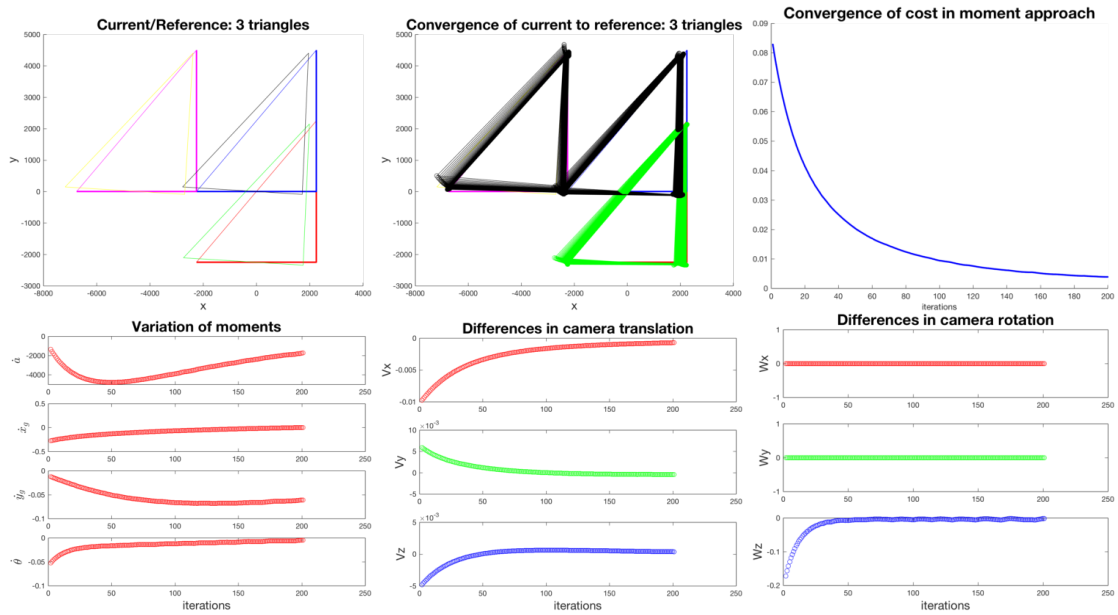 Current/Reference: 3 triangles
5000
4000
3000
2000
1000
0
-1000
-2000
-3000
y
-8000 -6000 -4000 -2000 0 2000 4000
x
Convergence of current to reference: 3 triangles
5000
4000
3000
2000
1000
0
-1000
-2000
-3000
y
-8000 -6000 -4000 -2000 0 2000 4000
x
Convergence of cost in moment approach
0.09
0.08
0.07
0.06
0.05
0.04
0.03
0.02
0.01
0
0 20 40 60 80 100 120 140 160 180 200
iterations
Variation of moments
0
-2000
-4000
ȧ
0 50 100 150 200 250
0.5
0
-0.5
ẋg
0 50 100 150 200 250
0
-0.05
-0.1
ẏg
0 50 100 150 200 250
0
-0.05
-0.1
θ̇
0 50 100 150 200 250
iterations
Differences in camera translation
0
-0.005
-0.01
Vx
0 50 100 150 200 250
×10⁻³
10
5
0
-5
Vy
0 50 100 150 200 250
×10⁻³
5
0
-5
Vz
0 50 100 150 200 250
iterations
Differences in camera rotation
1
0
-1
Wx
0 50 100 150 200 250
1
0
-1
Wy
0 50 100 150 200 250
0
-0.1
-0.2
Wz
0 50 100 150 200 250
iterations